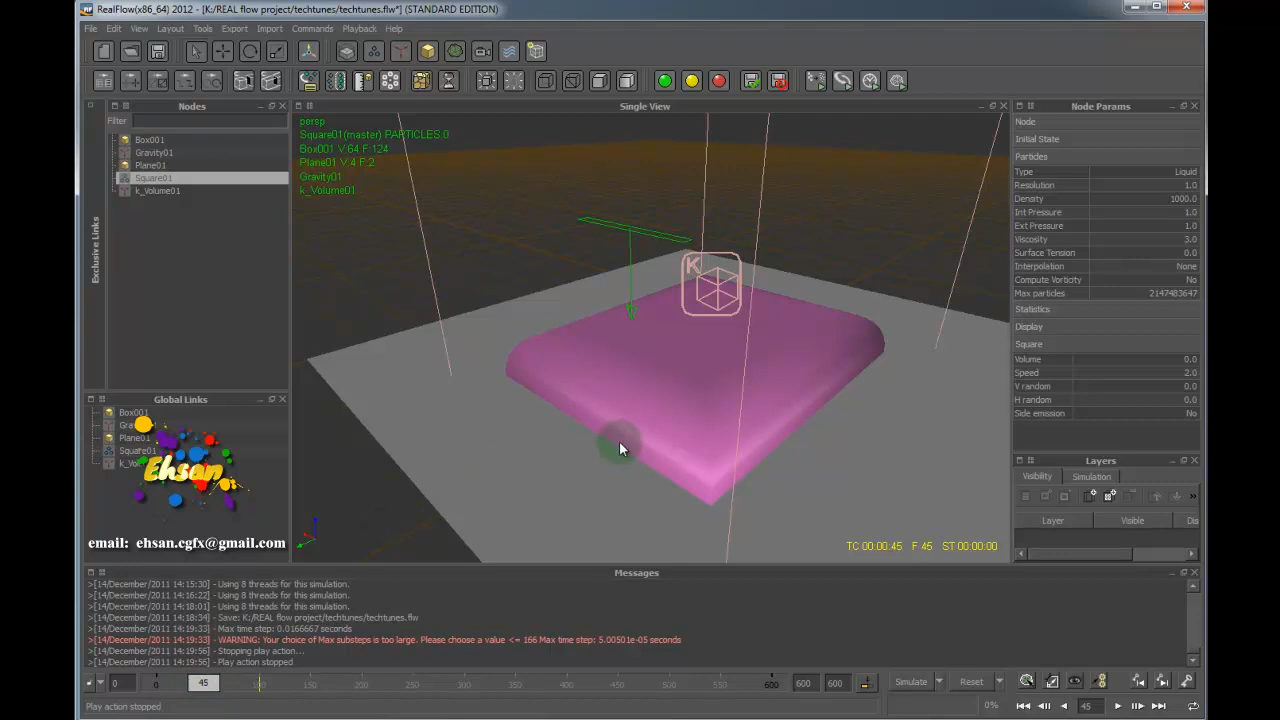 RealFlow(x86_64) 2012 - [K:/REAL flow project/techtunes/techtunes.flw*] (STANDARD EDITION)
File Edit View Layout Tools Export Import Commands Playback Help
Nodes
Single View
Node Params
Filter
Box001
Gravity01
Plane01
Square01
k_Volume01
Exclusive Links
persp
Square01(master) PARTICLES:0
Box001 V:64 F:124
Plane01 V:4 F:2
Gravity01
k_Volume01
K
TC 00:00:45 F 45 ST 00:00:00
Node
Initial State
Particles
Type Liquid
Resolution 1.0
Density 1000.0
Int Pressure 1.0
Ext Pressure 1.0
Viscosity 3.0
Surface Tension 0.0
Interpolation None
Compute Vorticity No
Max particles 2147483647
Statistics
Display
Square
Volume 0.0
Speed 2.0
V random 0.0
H random 0.0
Side emission No
Layers
Visibility Simulation
Layer Visible Dis
Global Links
Box001
Plane01
Square01
Ehsan
email: ehsan.cgfx@gmail.com
Messages
>[14/December/2011 14:15:30] - Using 8 threads for this simulation.
>[14/December/2011 14:16:22] - Using 8 threads for this simulation.
>[14/December/2011 14:18:01] - Using 8 threads for this simulation.
>[14/December/2011 14:18:34] - Save: K:/REAL flow project/techtunes/techtunes.flw
>[14/December/2011 14:19:33] - Max time step: 0.0166667 seconds
>[14/December/2011 14:19:33] - WARNING: Your choice of Max substeps is too large. Please choose a value <= 166 Max time step: 5.00501e-05 seconds
>[14/December/2011 14:19:56] - Stopping play action...
>[14/December/2011 14:19:56] - Play action stopped
0 0 45 100 150 200 250 300 350 400 450 500 550 600 600 600 Simulate Reset
Play action stopped 0% 45